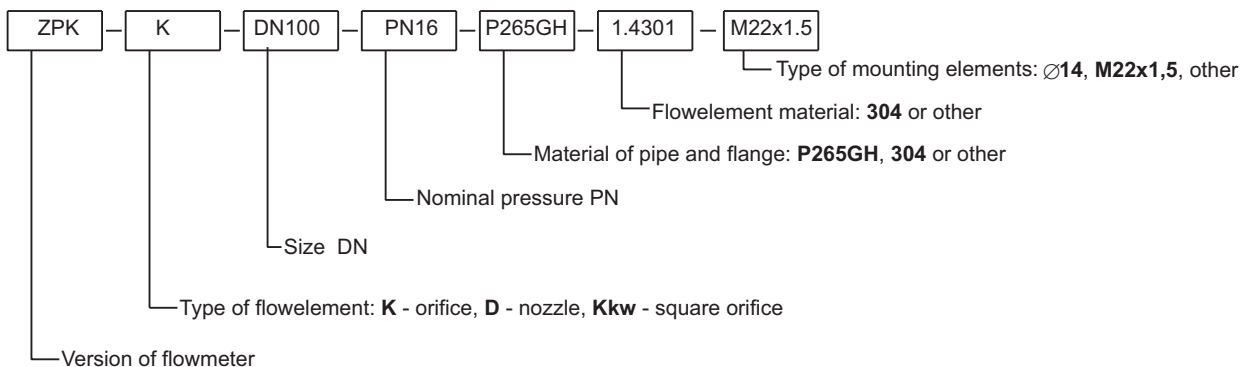 ZPK – K – DN100 – PN16 – P265GH – 1.4301 – M22x1.5
Type of mounting elements: ∅14, M22x1,5, other
Flowelement material: 304 or other
Material of pipe and flange: P265GH, 304 or other
Nominal pressure PN
Size DN
Type of flowelement: K - orifice, D - nozzle, Kkw - square orifice
Version of flowmeter